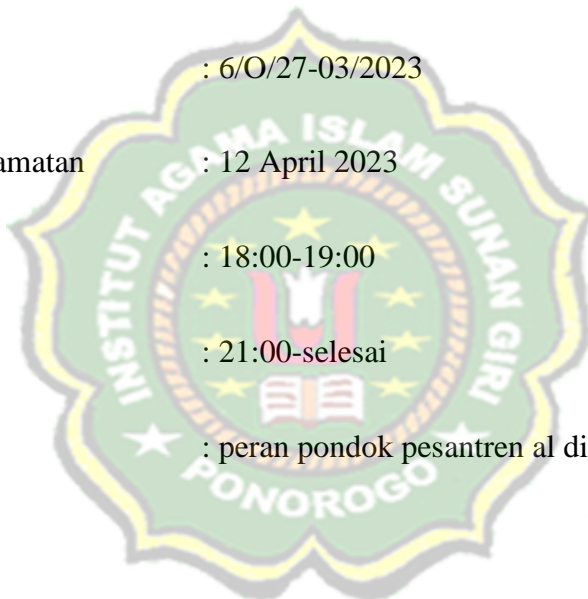 : 6/O/27-03/2023
amatan : 12 April 2023
: 18:00-19:00
: 21:00-selesai
: peran pondok pesantren al di
INSTITUT AGAMA ISLAM SUNAN GIRI
PONOROGO